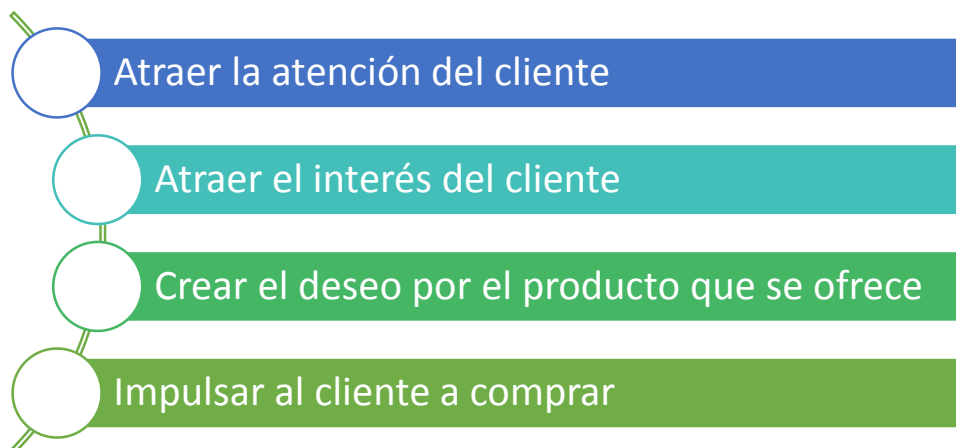 Atraer la atención del cliente
Atraer el interés del cliente
Crear el deseo por el producto que se ofrece
Impulsar al cliente a comprar